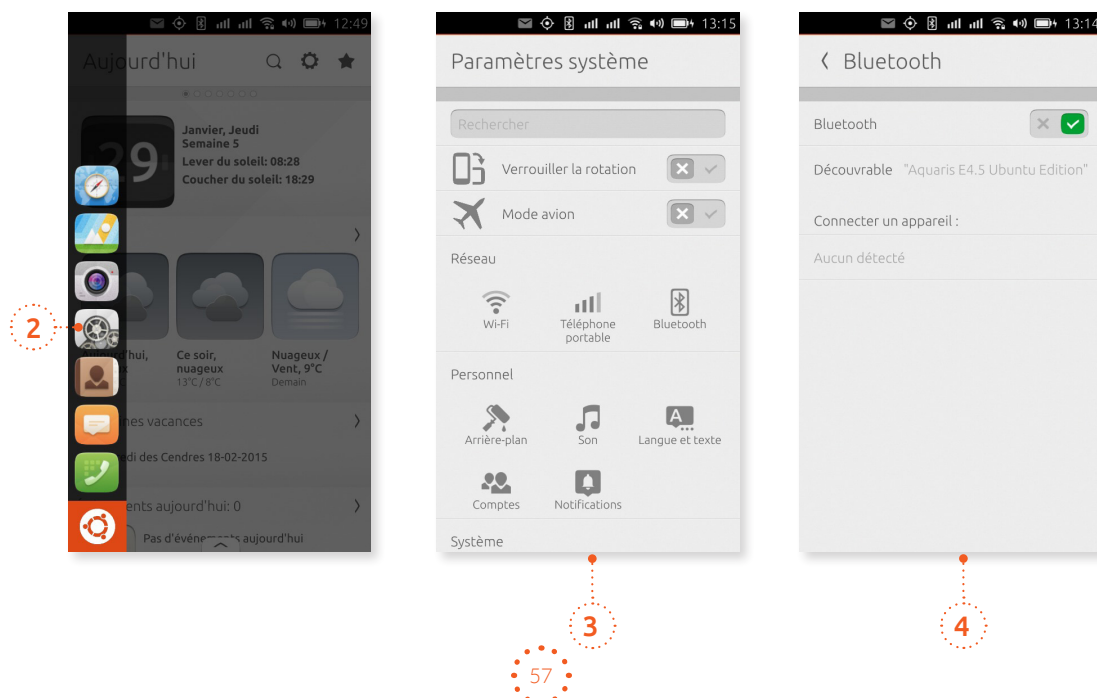 12:49
Aujourd'hui
29
Janvier, Jeudi
Semaine 5
Lever du soleil: 08:28
Coucher du soleil: 18:29
Ce soir,
nuageux
13°C / 8°C
Nuageux /
Vent, 9°C
Demain
vacances
des Cendres 18-02-2015
aujourd'hui: 0
Pas d'événements aujourd'hui
2
13:15
Paramètres système
Rechercher
Verrouiller la rotation
Mode avion
Réseau
Wi-Fi
Téléphone
portable
Bluetooth
Personnel
Arrière-plan
Son
Langue et texte
Comptes
Notifications
Système
3
13:14
Bluetooth
Bluetooth
Découvrable "Aquaris E4.5 Ubuntu Edition"
Connecter un appareil :
Aucun détecté
4
57